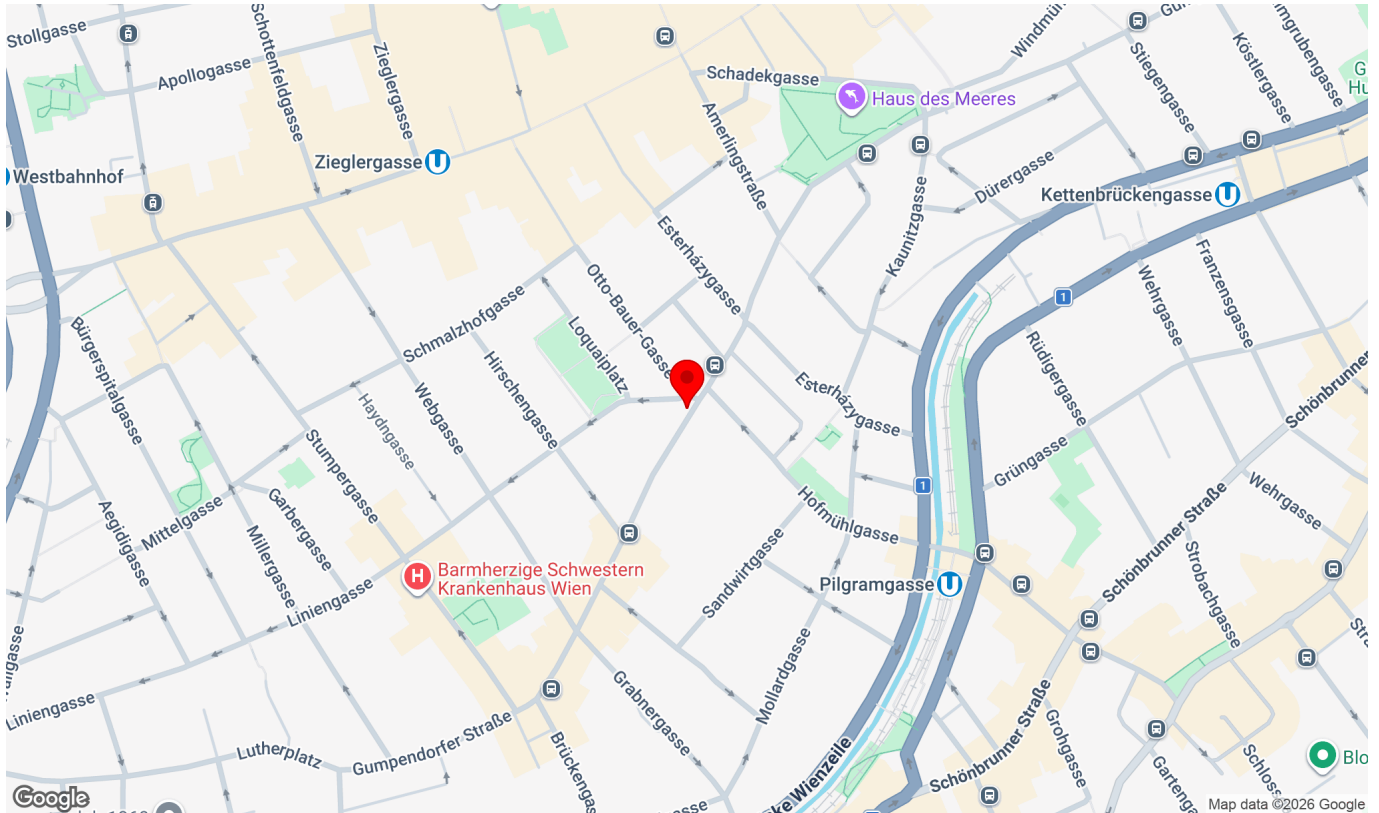 Stollgasse
Apollogasse
Schottenfeldgasse
Zieglergasse
Schadekgasse
Haus des Meeres
Amerlingstraße
Stiegengasse
Köstlergasse
Zieglergasse
Westbahnhof
Kaunitzgasse
Dürergasse
Kettenbrückengasse
Esterházygasse
Otto-Bauer-Gasse
Loquaiplatz
Schmalzhofgasse
Hirschengasse
Webgasse
Haydngasse
Bürgerspitalgasse
Stumpergasse
1
Wehrgasse
Franzensgasse
Rüdigergasse
Schönbrunner
Esterházygasse
Grüngasse
1
Hofmühlgasse
Wehrgasse
Schönbrunner Straße
Strobachgasse
Mittelgasse
Garbergasse
Aegidigasse
Millergasse
Liniengasse
H
Barmherzige Schwestern
Krankenhaus Wien
Sandwirtgasse
Pilgramgasse
Mollardgasse
Liniengasse
Lutherplatz
Gumpendorfer Straße
Grabnergasse
Schönbrunner Straße
Grohgasse
Google
Map data ©2026 Google